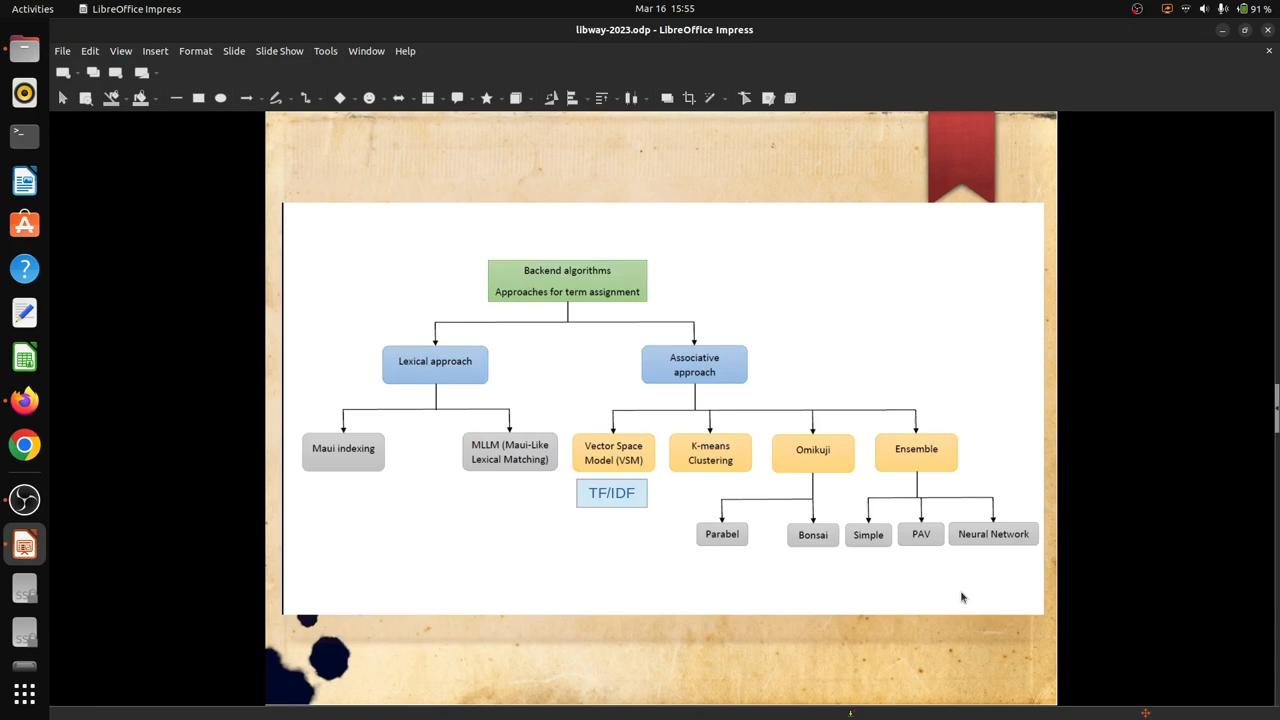 Activities
LibreOffice Impress
Mar 16 15:55
91 %
libway-2023.odp - LibreOffice Impress
File Edit View Insert Format Slide Slide Show Tools Window Help
Backend algorithms
Approaches for term assignment
Lexical approach
Associative
approach
Maui indexing
MLLM (Maui-Like
Lexical Matching)
Vector Space
Model (VSM)
K-means
Clustering
Omikuji
Ensemble
TF/IDF
Parabel
Bonsai
Simple
PAV
Neural Network